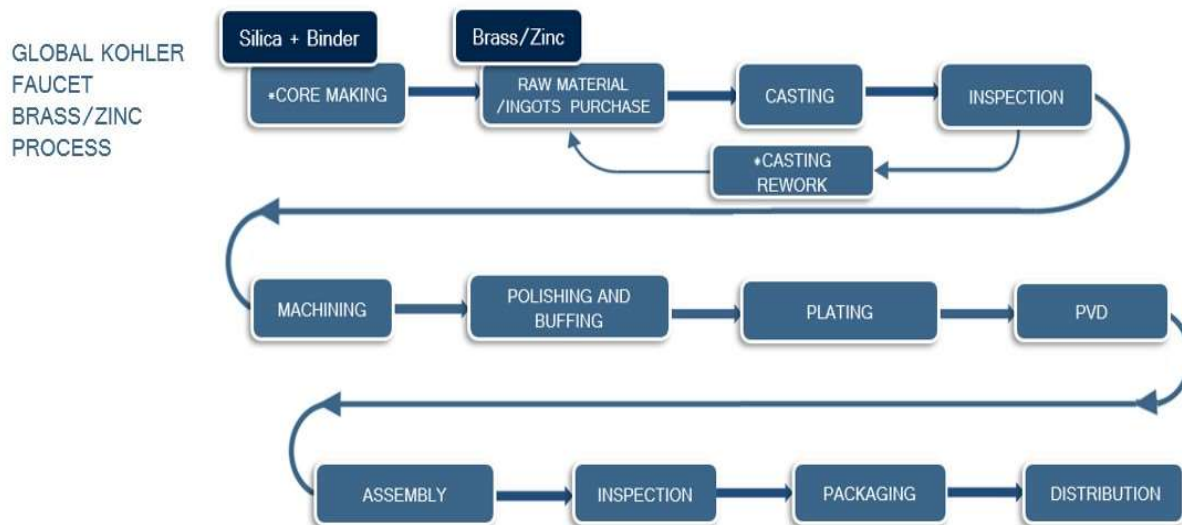 GLOBAL KOHLER
FAUCET
BRASS/ZINC
PROCESS
Silica + Binder
*CORE MAKING
Brass/Zinc
RAW MATERIAL
/INGOTS PURCHASE
CASTING
INSPECTION
*CASTING
REWORK
MACHINING
POLISHING AND
BUFFING
PLATING
PVD
ASSEMBLY
INSPECTION
PACKAGING
DISTRIBUTION